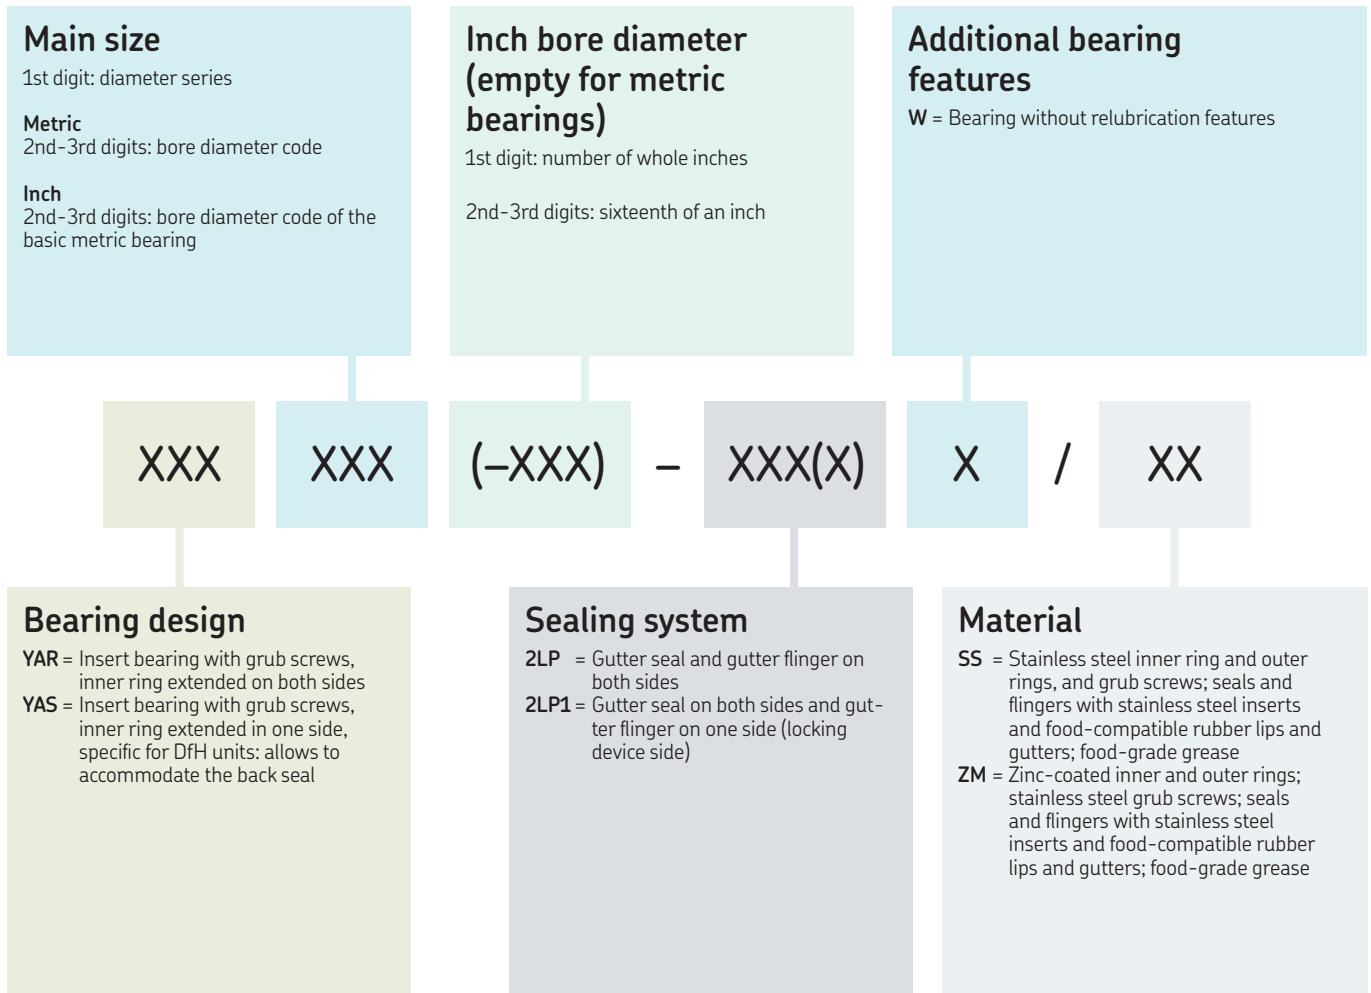 Main size
1st digit: diameter series
Metric
2nd-3rd digits: bore diameter code
Inch
2nd-3rd digits: bore diameter code of the
basic metric bearing
Inch bore diameter
(empty for metric
bearings)
1st digit: number of whole inches
2nd-3rd digits: sixteenth of an inch
Additional bearing
features
W = Bearing without relubrication features
XXX XXX (–XXX) – XXX(X) X / XX
Bearing design
YAR = Insert bearing with grub screws,
inner ring extended on both sides
YAS = Insert bearing with grub screws,
inner ring extended in one side,
specific for DfH units: allows to
accommodate the back seal
Sealing system
2LP = Gutter seal and gutter flinger on
both sides
2LP1 = Gutter seal on both sides and gut-
ter flinger on one side (locking
device side)
Material
SS = Stainless steel inner ring and outer
rings, and grub screws; seals and
flingers with stainless steel inserts
and food-compatible rubber lips and
gutters; food-grade grease
ZM = Zinc-coated inner and outer rings;
stainless steel grub screws; seals
and flingers with stainless steel
inserts and food-compatible rubber
lips and gutters; food-grade grease